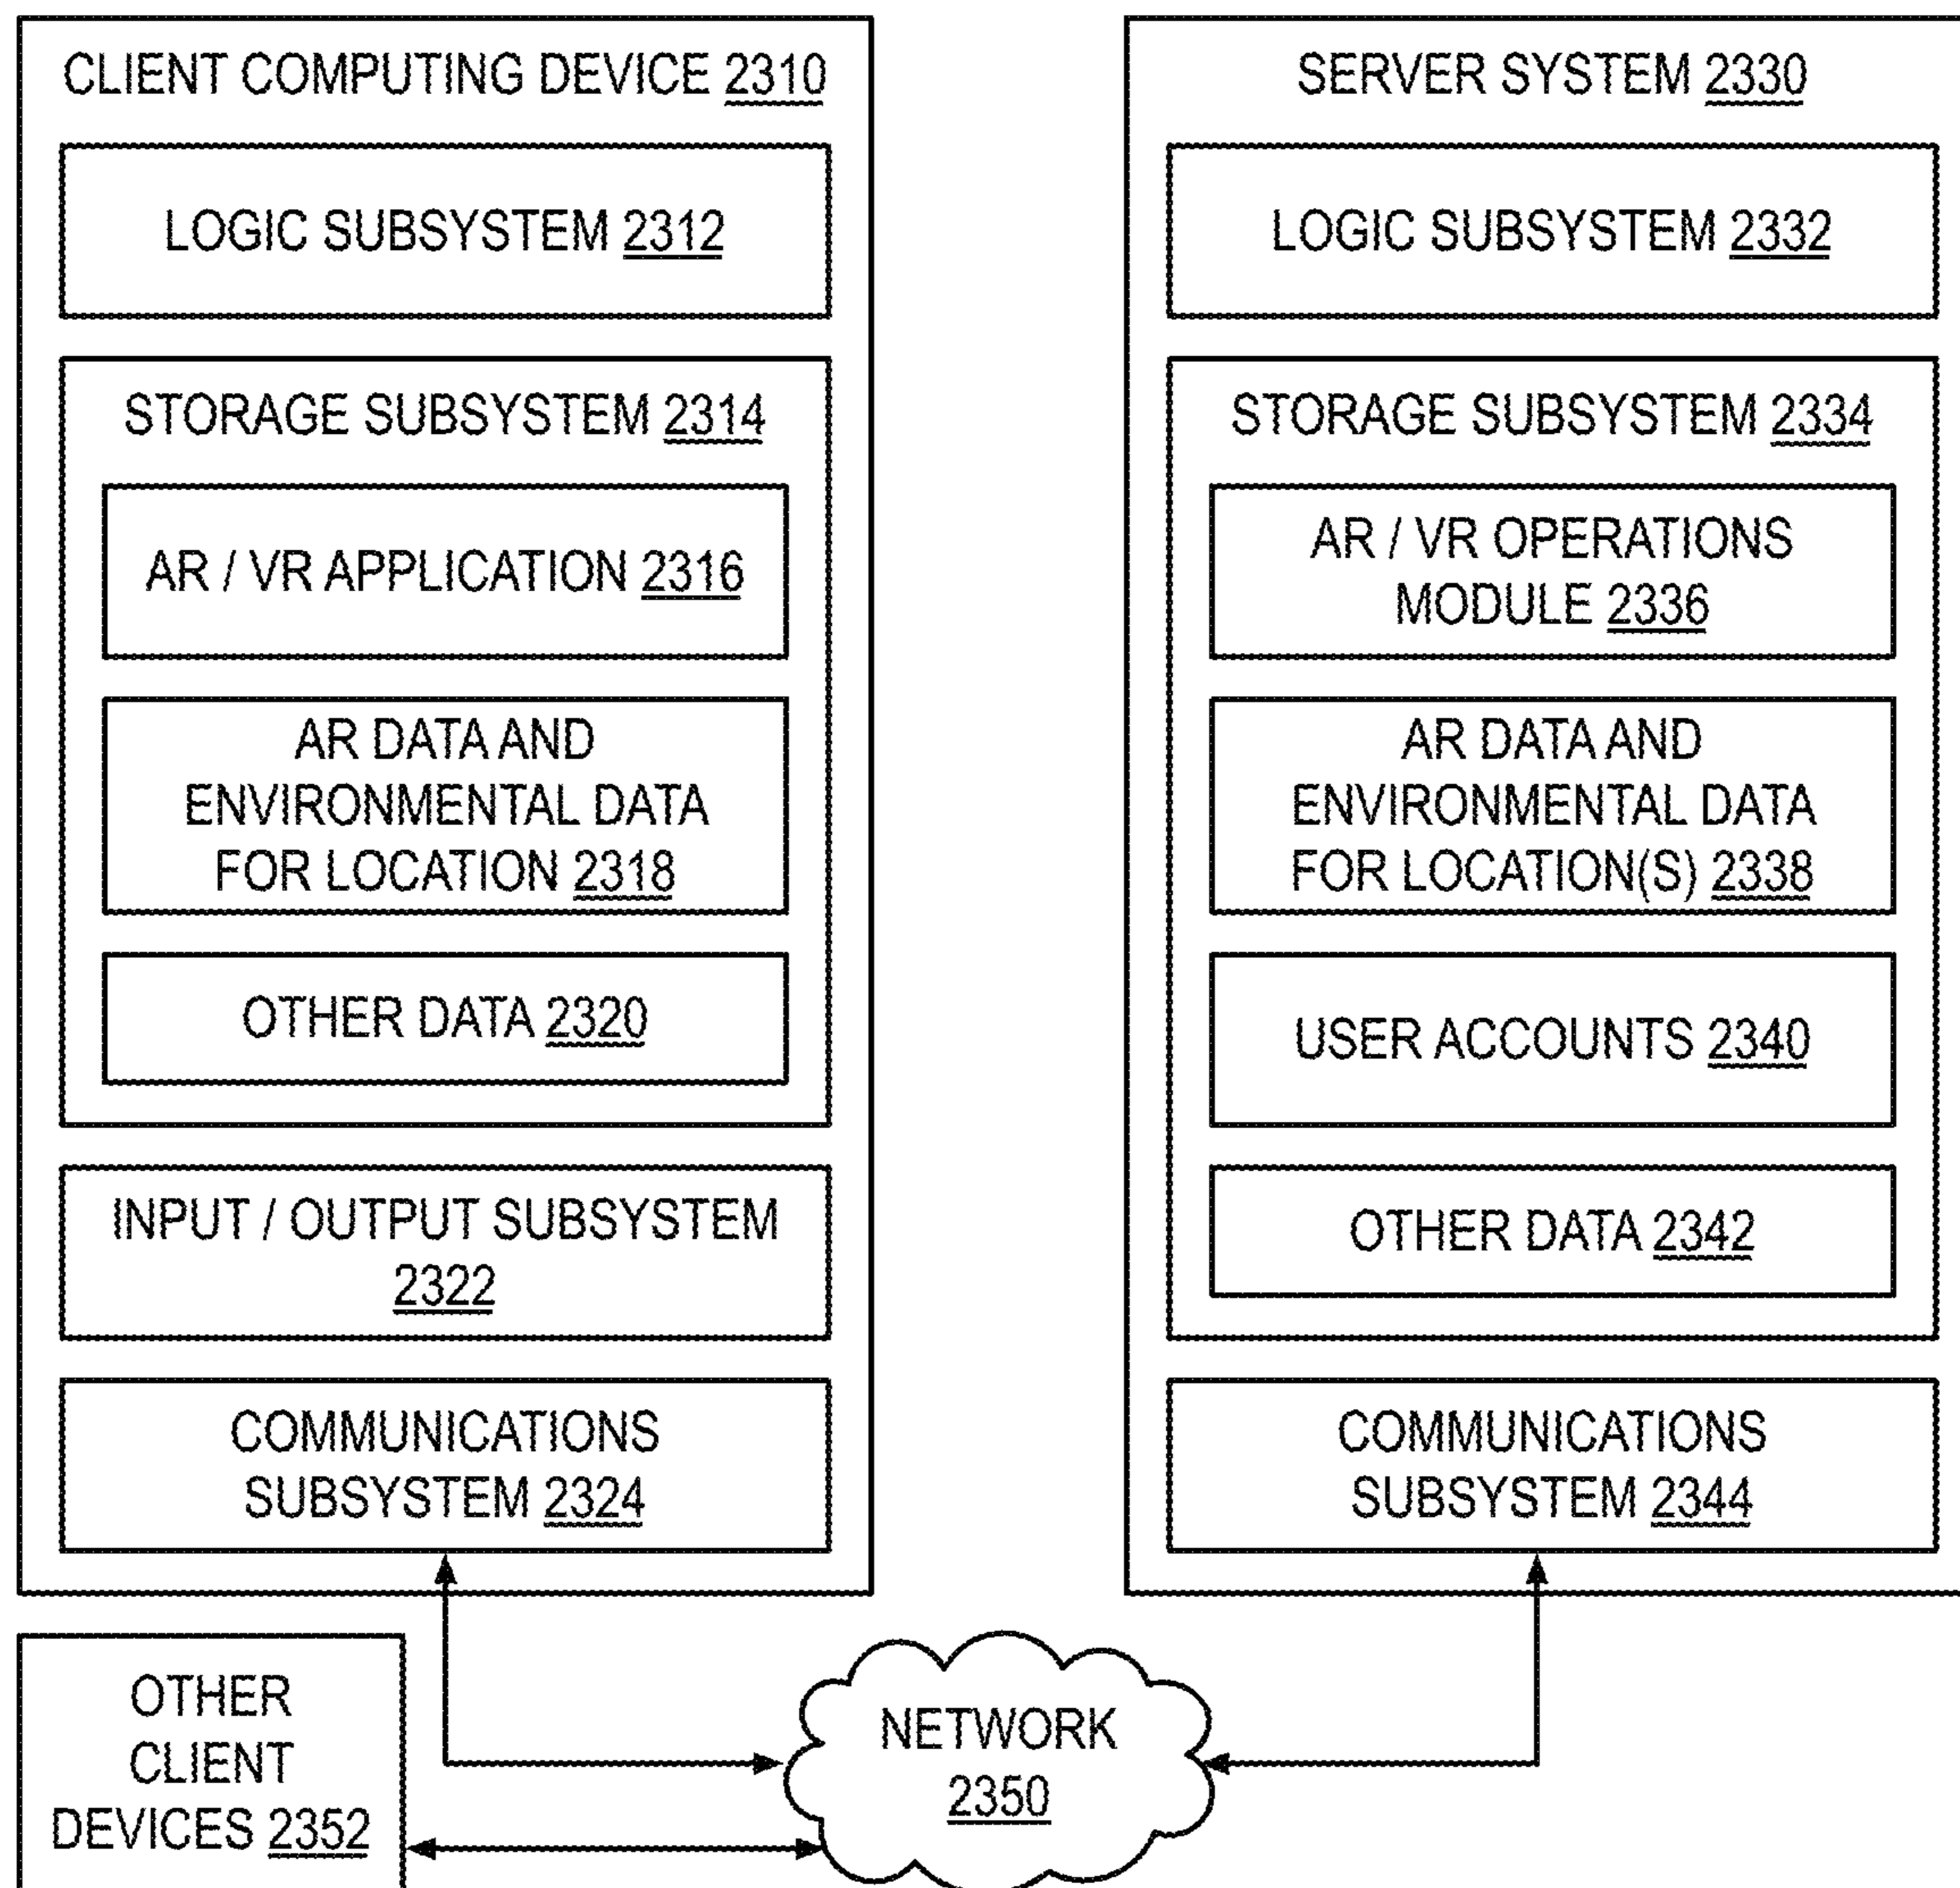 CLIENT COMPUTING DEVICE 2310
LOGIC SUBSYSTEM 2312
STORAGE SUBSYSTEM 2314
AR / VR APPLICATION 2316
AR DATA AND
ENVIRONMENTAL DATA
FOR LOCATION 2318
OTHER DATA 2320
INPUT / OUTPUT SUBSYSTEM
2322
COMMUNICATIONS
SUBSYSTEM 2324
SERVER SYSTEM 2330
LOGIC SUBSYSTEM 2332
STORAGE SUBSYSTEM 2334
AR / VR OPERATIONS
MODULE 2336
AR DATA AND
ENVIRONMENTAL DATA
FOR LOCATION(S) 2338
USER ACCOUNTS 2340
OTHER DATA 2342
COMMUNICATIONS
SUBSYSTEM 2344
OTHER
CLIENT
DEVICES 2352
NETWORK
2350